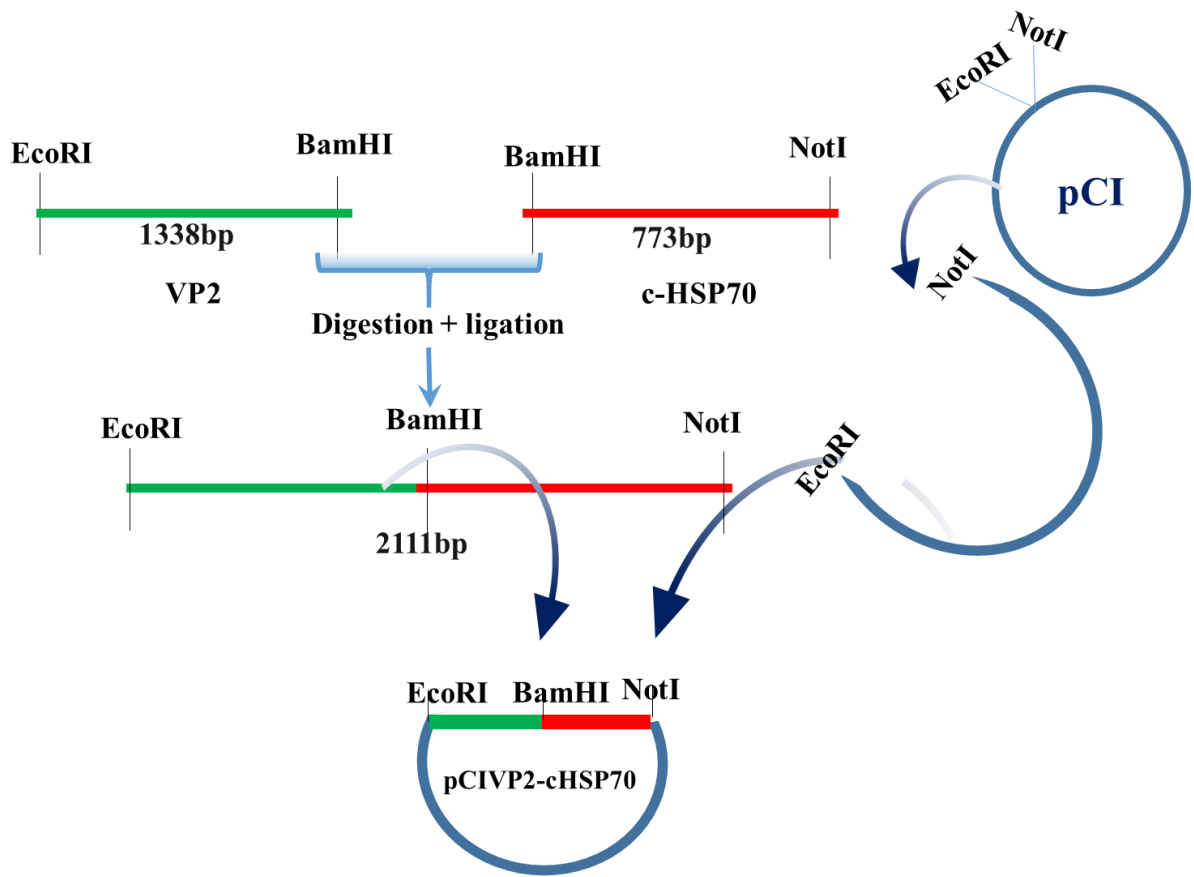 NotI
EcoRI
EcoRI
BamHI
BamHI
NotI
pCI
1338bp
773bp
VP2
c-HSP70
NotI
Digestion + ligation
EcoRI
BamHI
NotI
EcoRI
2111bp
EcoRI
BamHI
NotI
pCIVP2-cHSP70